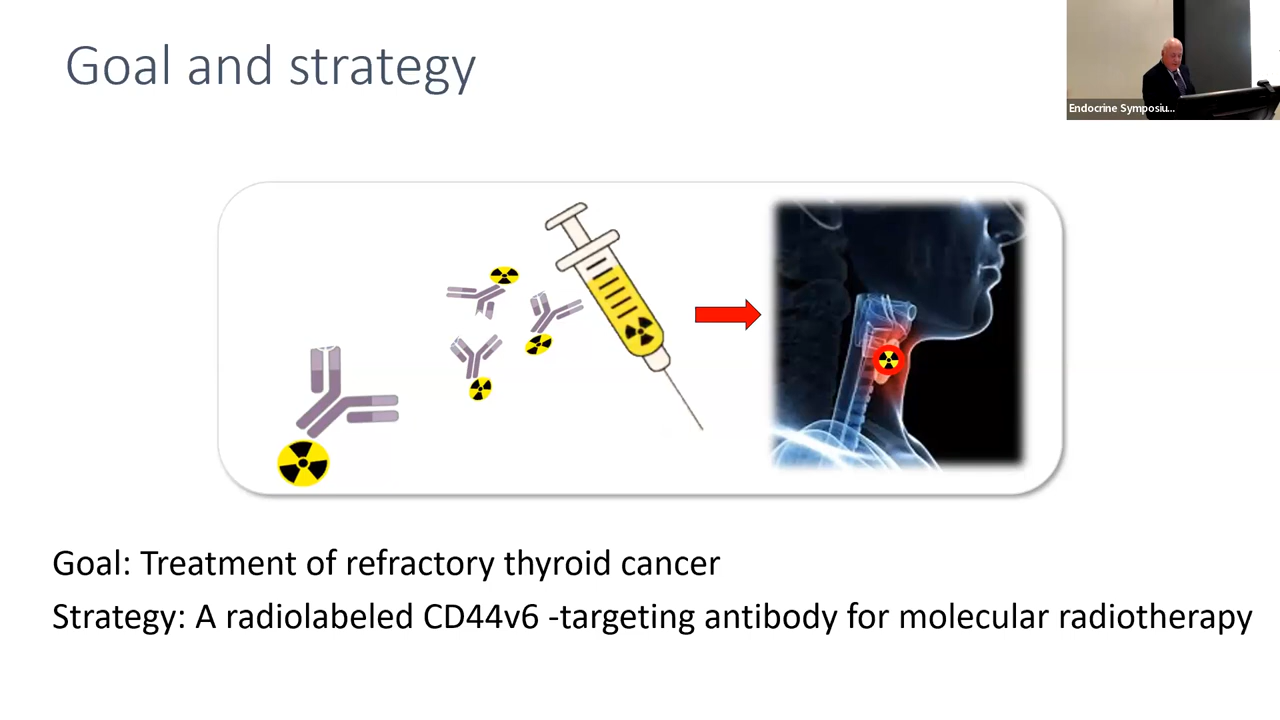 Goal and strategy
Endocrine Symposiu...
Goal: Treatment of refractory thyroid cancer
Strategy: A radiolabeled CD44v6 -targeting antibody for molecular radiotherapy